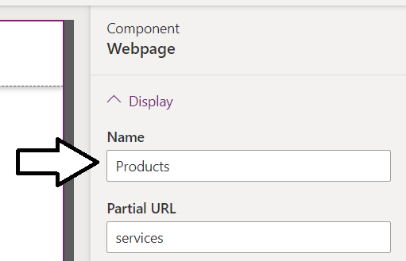 Component
Webpage
Display
Name
Products
Partial URL
services